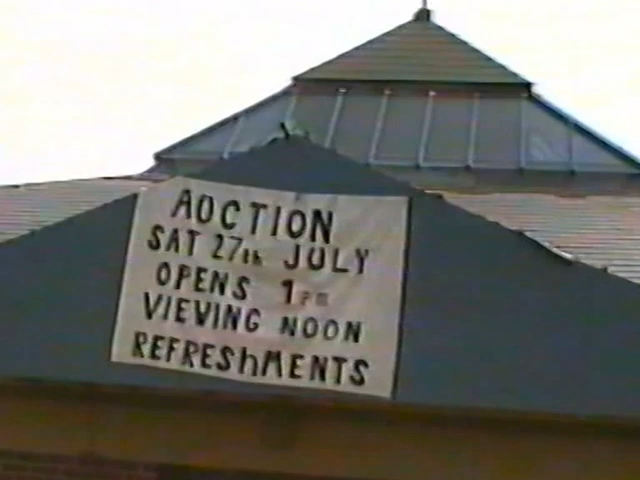 AUCTION
SAT 27th JULY
OPENS 1PM
VIEWING NOON
REFREShMENTS